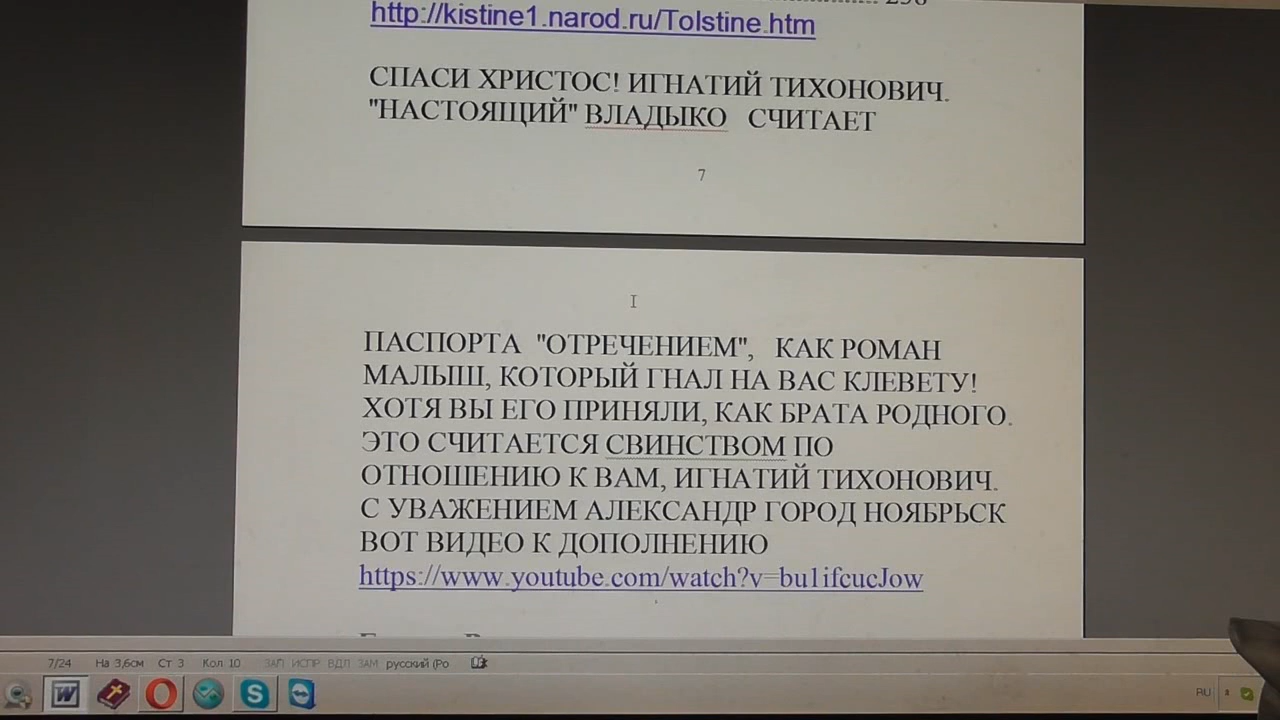 http://kistine1.narod.ru/Tolstine.htm
СПАСИ ХРИСТОС! ИГНАТИЙ ТИХОНОВИЧ.
"НАСТОЯЩИЙ" ВЛАДЫКО СЧИТАЕТ
7
ПАСПОРТА "ОТРЕЧЕНИЕМ", КАК РОМАН
МАЛЫШ, КОТОРЫЙ ГНАЛ НА ВАС КЛЕВЕТУ!
ХОТЯ ВЫ ЕГО ПРИНЯЛИ, КАК БРАТА РОДНОГО.
ЭТО СЧИТАЕТСЯ СВИНСТВОМ ПО
ОТНОШЕНИЮ К ВАМ, ИГНАТИЙ ТИХОНОВИЧ.
С УВАЖЕНИЕМ АЛЕКСАНДР ГОРОД НОЯБРЬСК
ВОТ ВИДЕО К ДОПОЛНЕНИЮ
https://www.youtube.com/watch?v=bu1ifcucJow
7/24 На 3,6см Ст 3 Кол 10 ЗАП ИСПР ВДЛ ЗАМ русский (Ро
RU